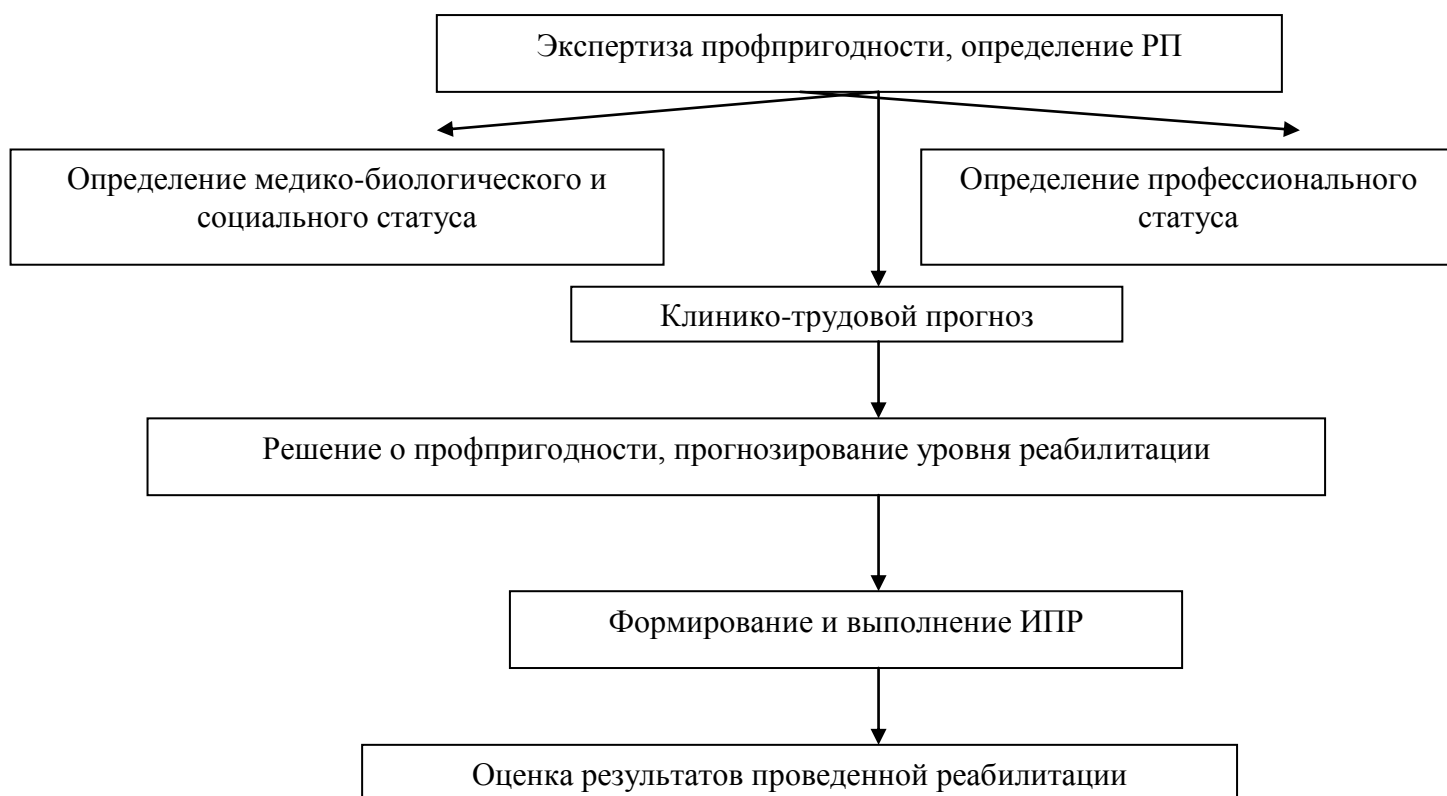 Экспертиза профпригодности, определение РП
Определение медико-биологического и
социального статуса
Определение профессионального
статуса
Клинико-трудовой прогноз
Решение о профпригодности, прогнозирование уровня реабилитации
Формирование и выполнение ИПР
Оценка результатов проведенной реабилитации